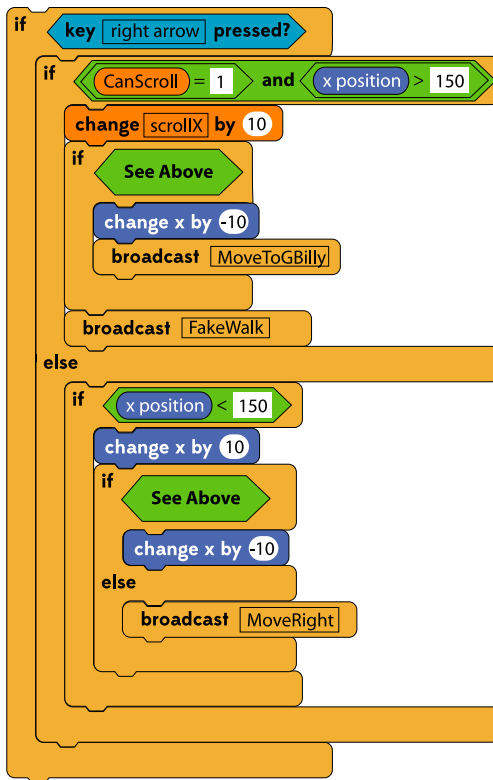 if key right arrow pressed?
if CanScroll = 1 and x position > 150
change scrollX by 10
if See Above
change x by -10
broadcast MoveToGBilly
broadcast FakeWalk
else
if x position < 150
change x by 10
if See Above
change x by -10
else
broadcast MoveRight